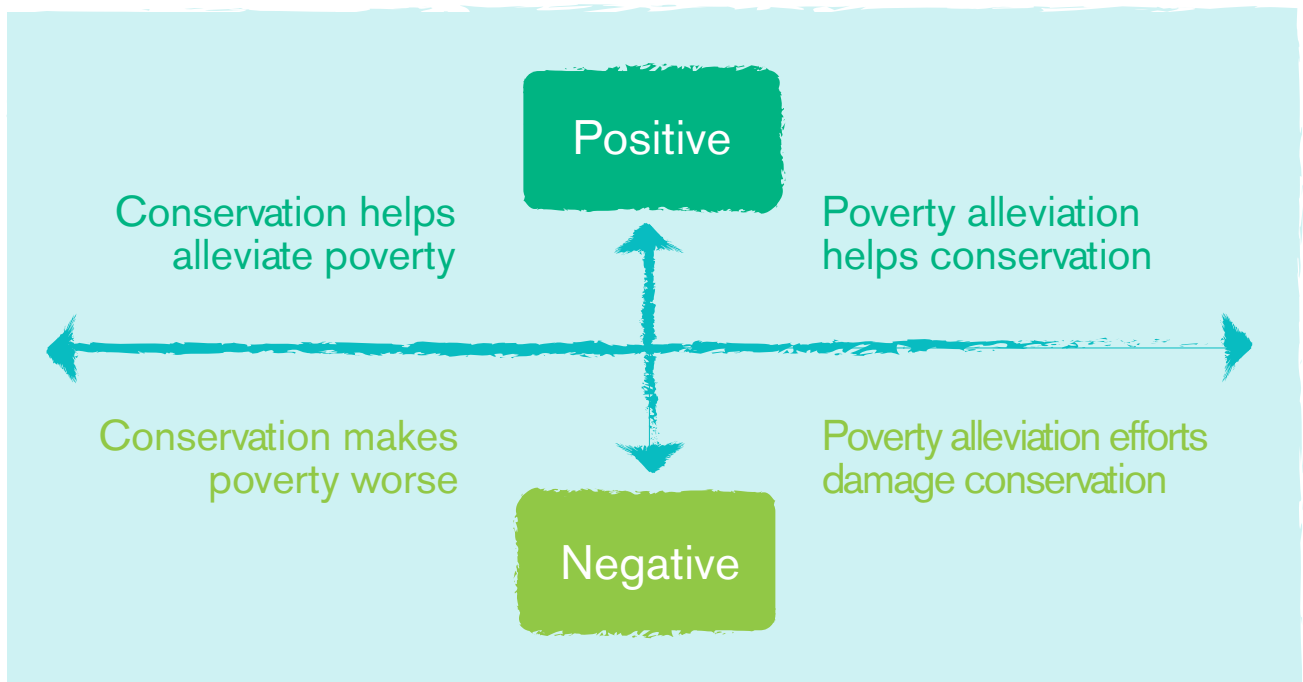 Positive
Conservation helps
alleviate poverty
Poverty alleviation
helps conservation
Conservation makes
poverty worse
Poverty alleviation efforts
damage conservation
Negative